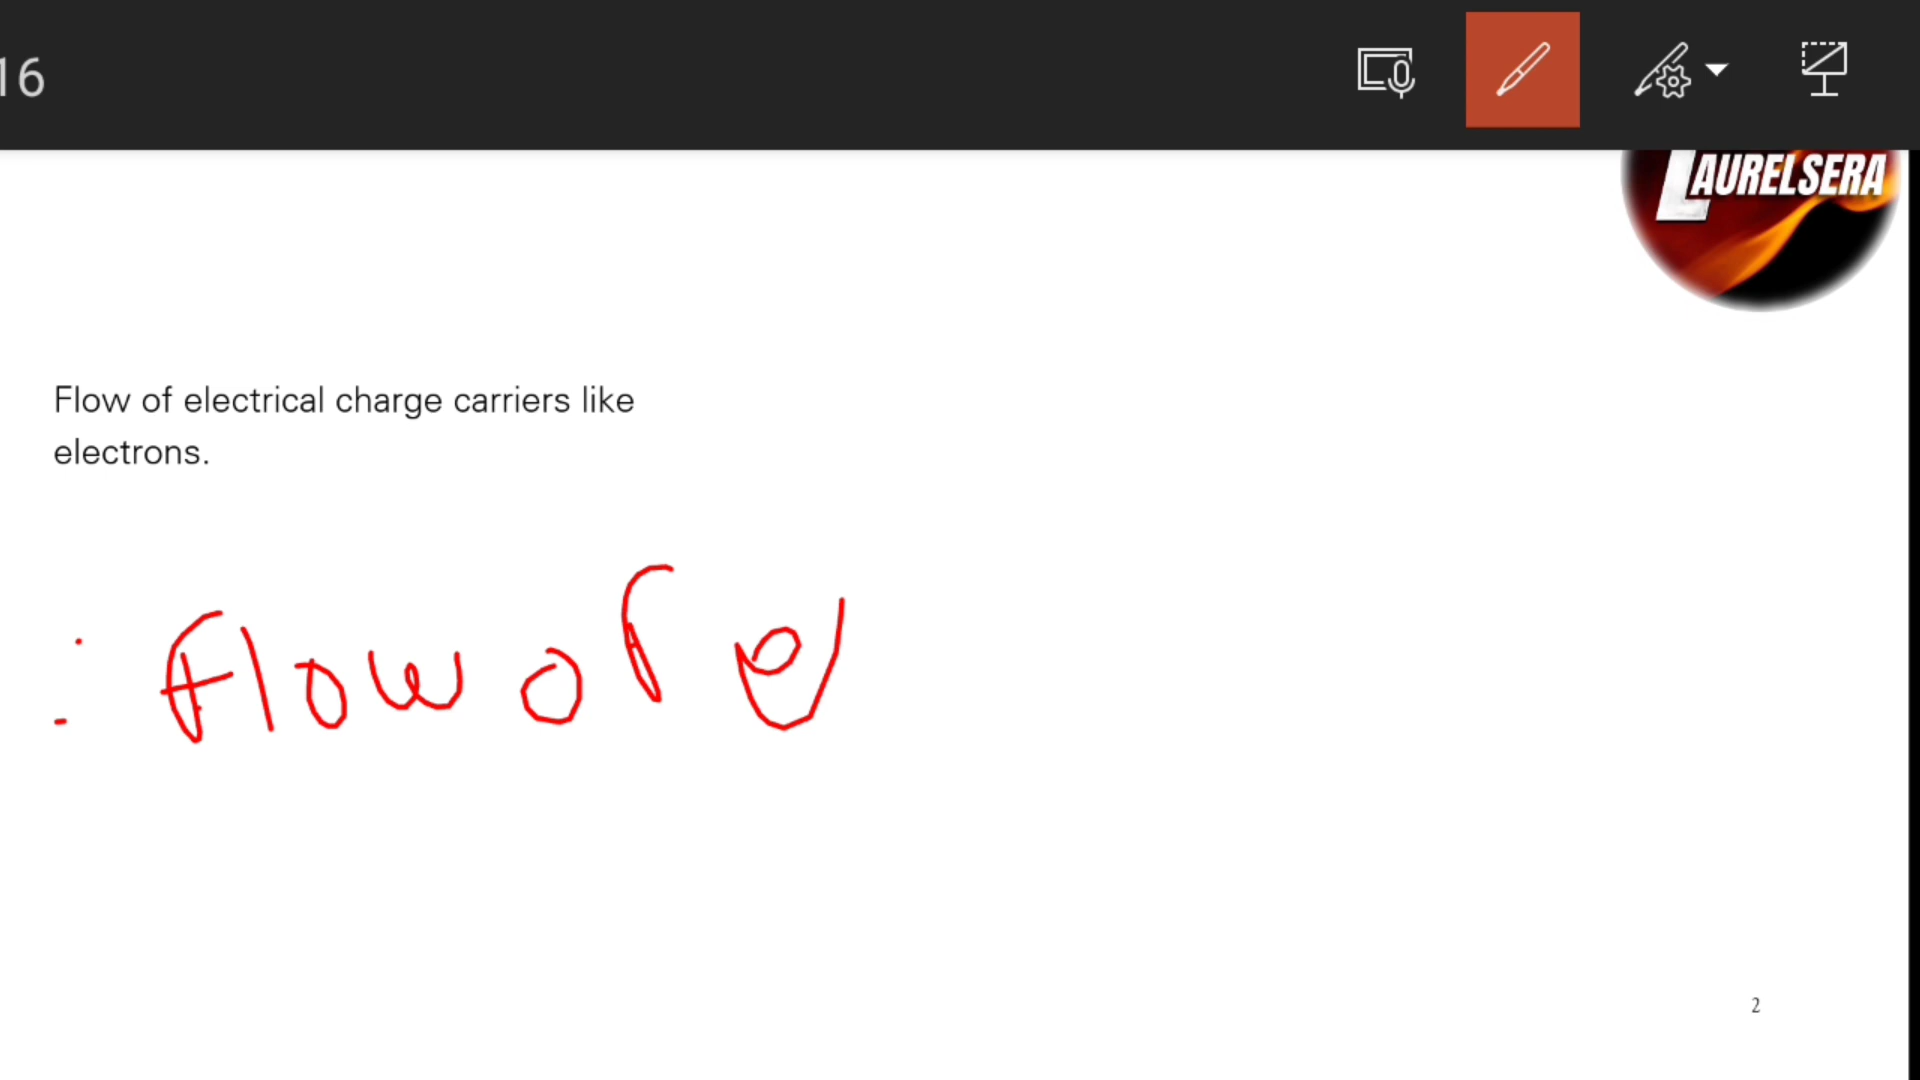 16
LAURELSERA
Flow of electrical charge carriers like
electrons.
: Flow of e
2